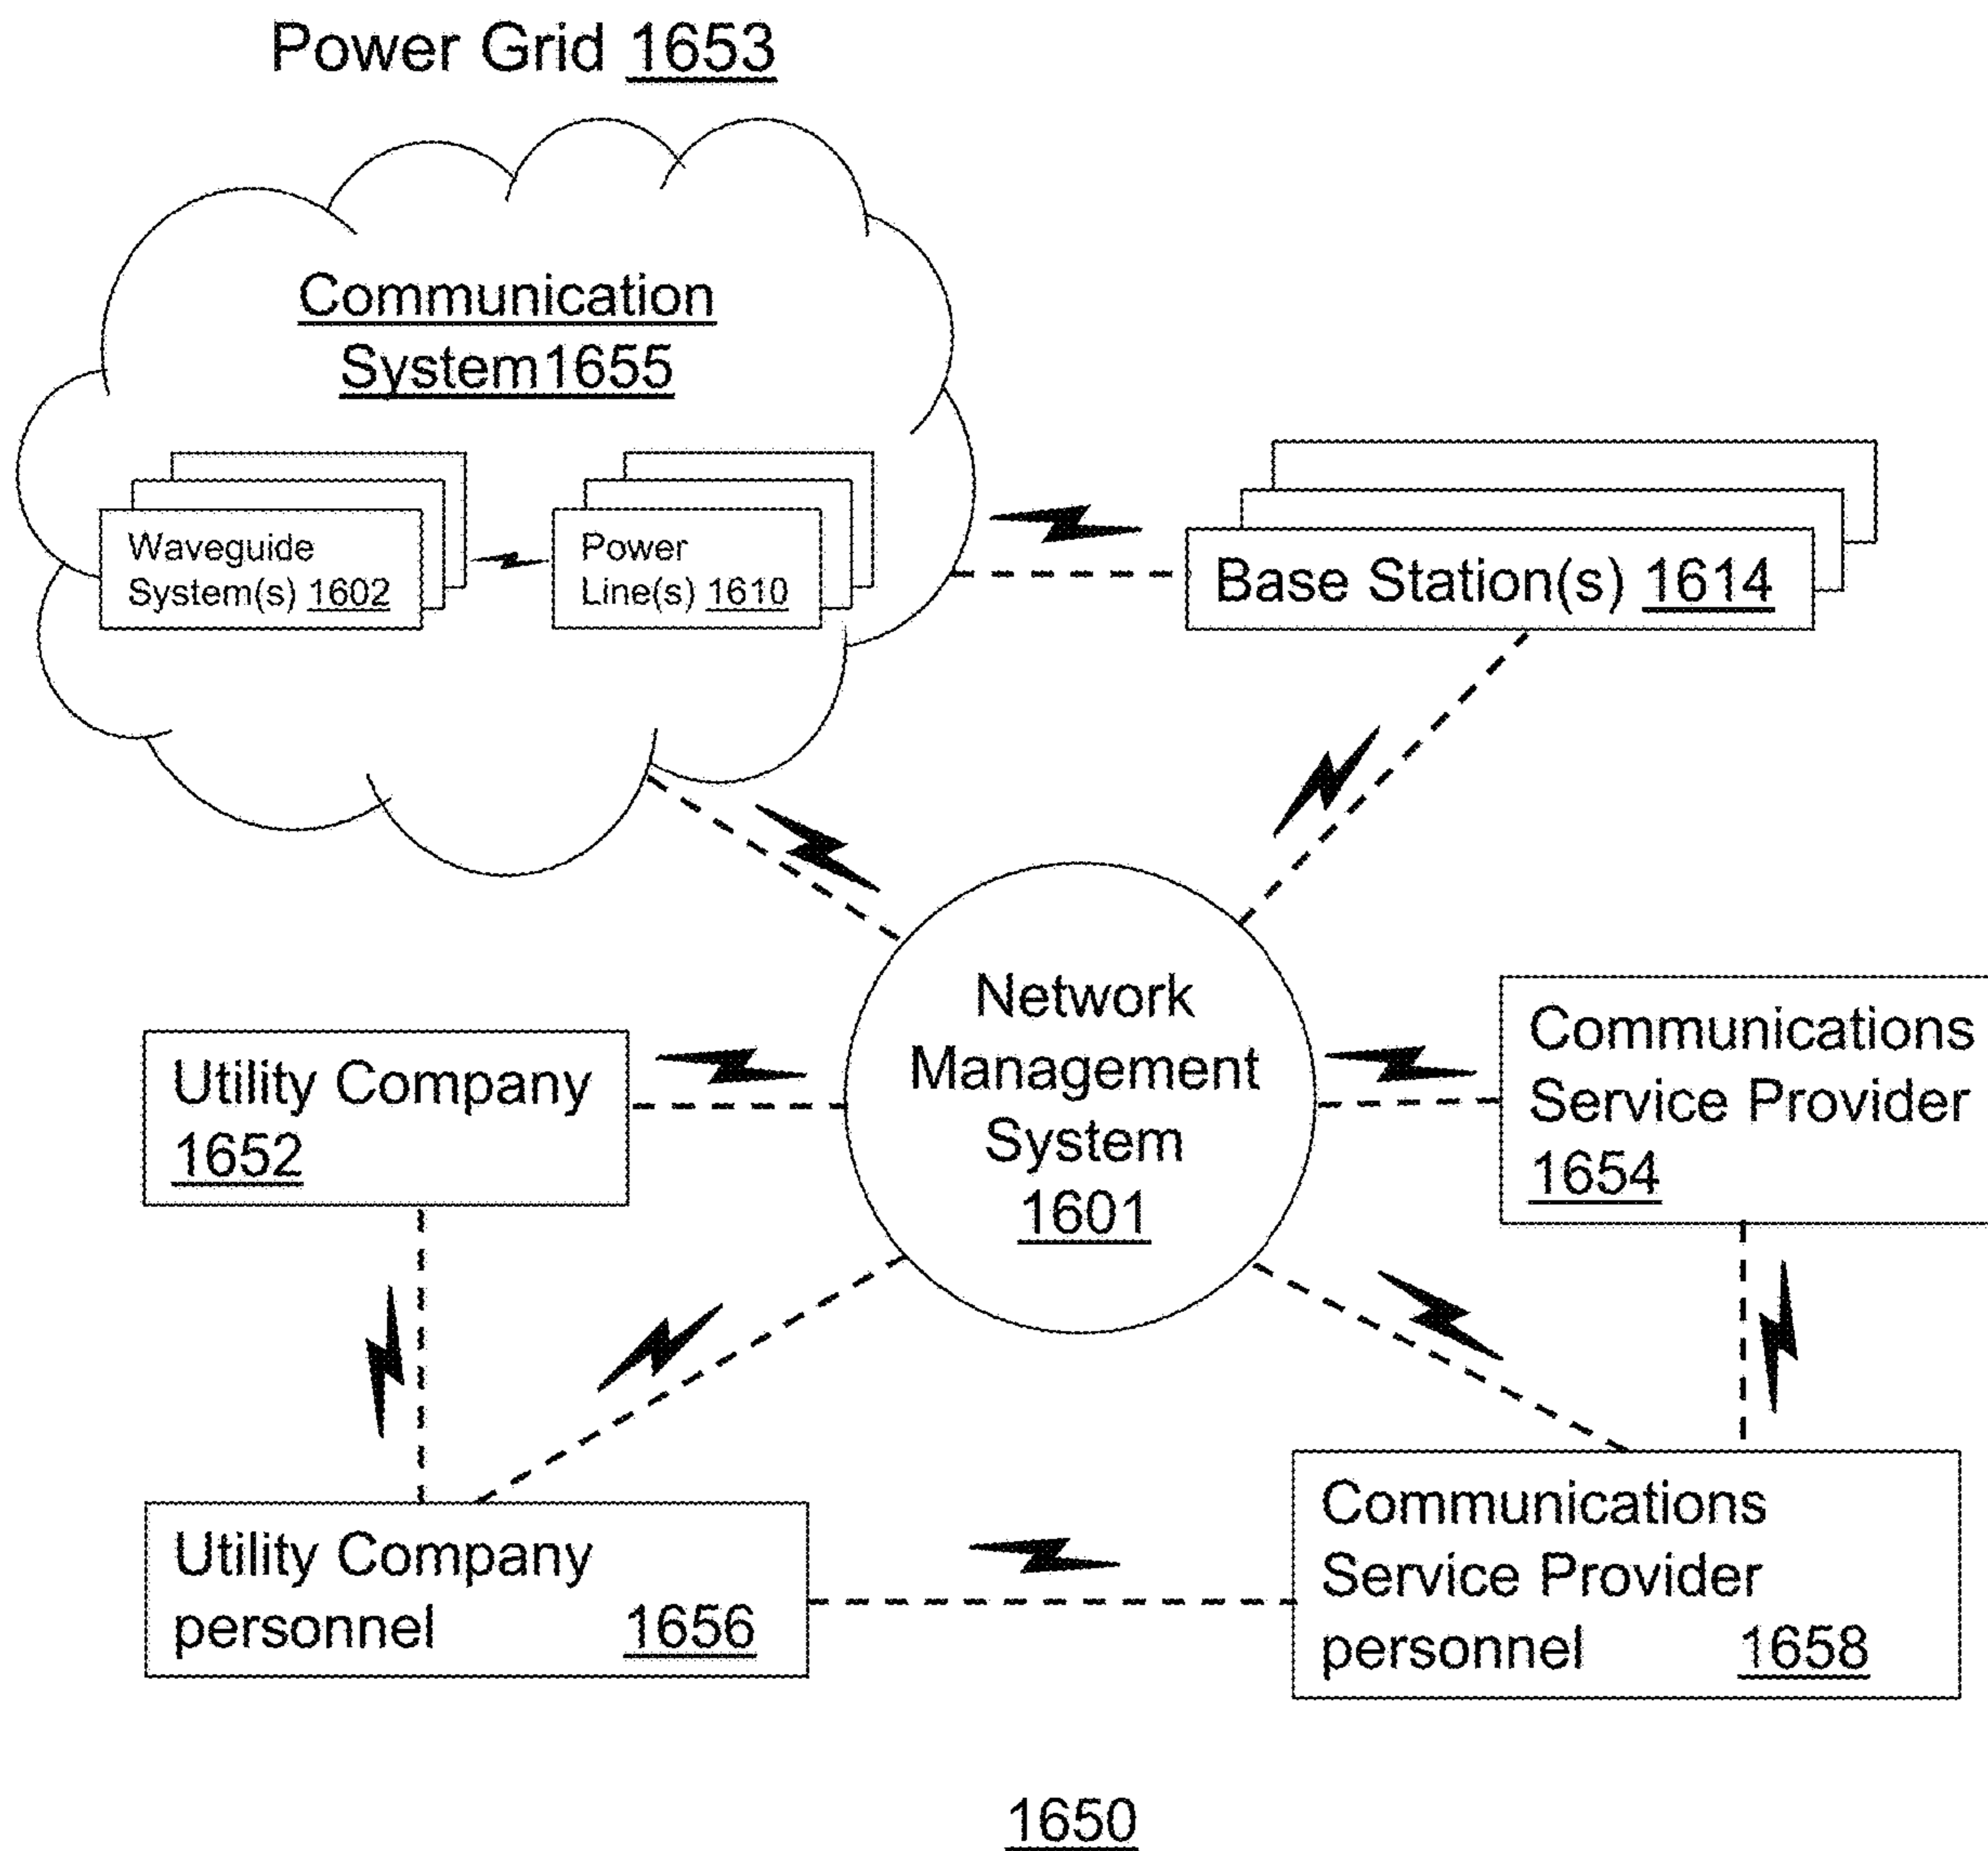 Power Grid 1653
Communication
System1655
Waveguide
System(s) 1602
Power
Line(s) 1610
Base Station(s) 1614
Network
Management
System
1601
Utility Company
1652
Communications
Service Provider
1654
Utility Company
personnel 1656
Communications
Service Provider
personnel 1658
1650